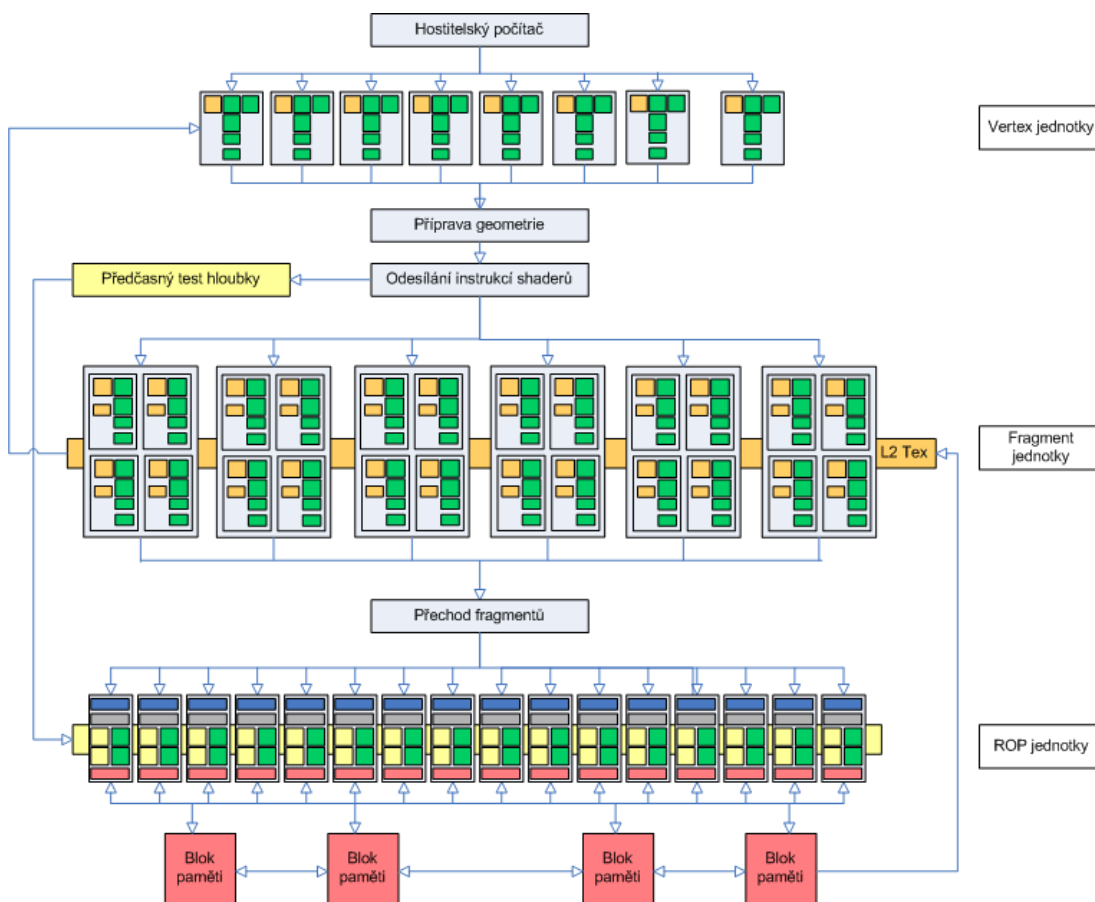 Hostitelský počítač
Vertex jednotky
Příprava geometrie
Předčasný test hloubky
Odesílání instrukcí shaderů
L2 Tex
Fragment
jednotky
Přechod fragmentů
ROP jednotky
Blok
paměti
Blok
paměti
Blok
paměti
Blok
paměti